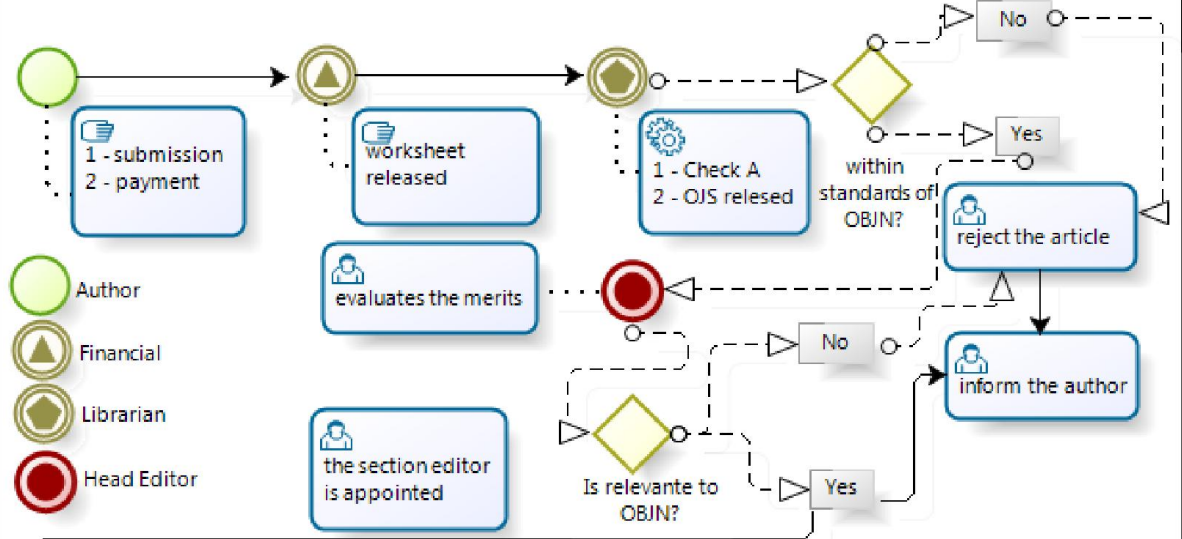 No
1 - submission
2 - payment
worksheet
released
1 - Check A
2 - OJS relesed
within
standards of
OBJN?
Yes
reject the article
evaluates the merits
Author
Financial
Librarian
Head Editor
No
inform the author
the section editor
is appointed
Is relevante to
OBJN?
Yes